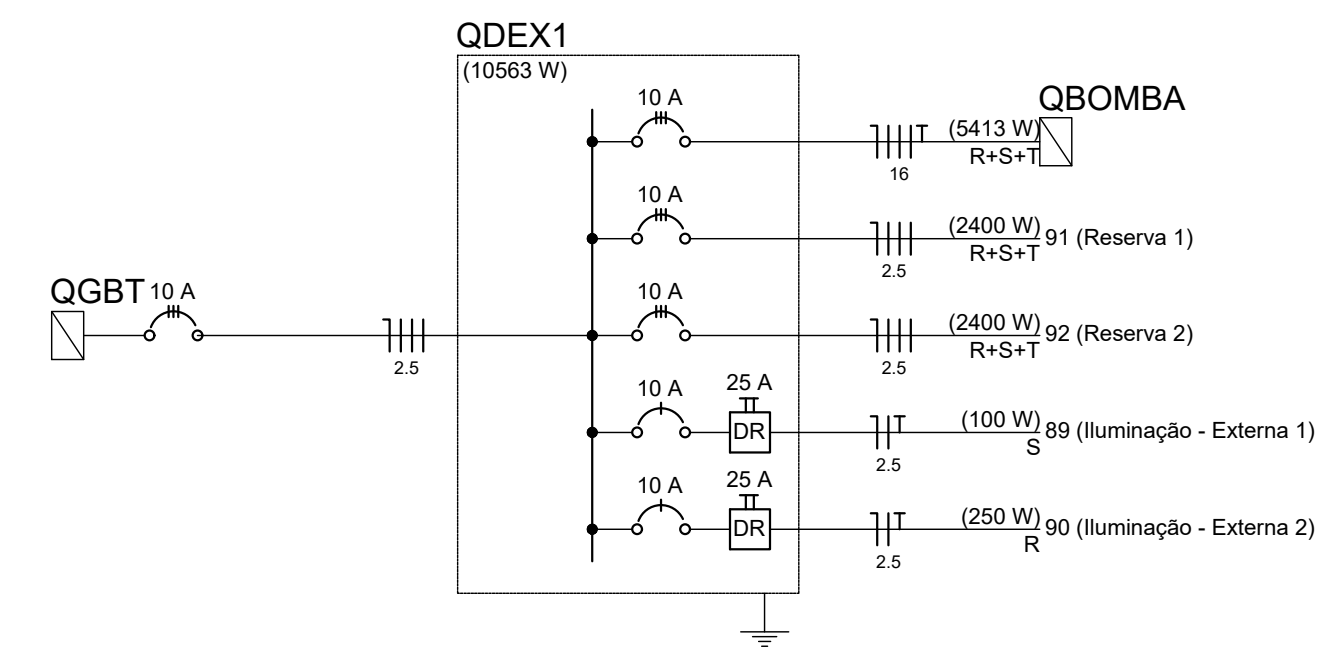 QDEX1
(10563 W)
10 A
QBOMBA
(5413 W)
R+S+T
16
10 A
(2400 W)
91 (Reserva 1)
R+S+T
2.5
QGBT
10 A
2.5
10 A
(2400 W)
92 (Reserva 2)
R+S+T
2.5
10 A
25 A
DR
(100 W)
89 (Iluminação - Externa 1)
S
2.5
10 A
25 A
DR
(250 W)
90 (Iluminação - Externa 2)
R
2.5